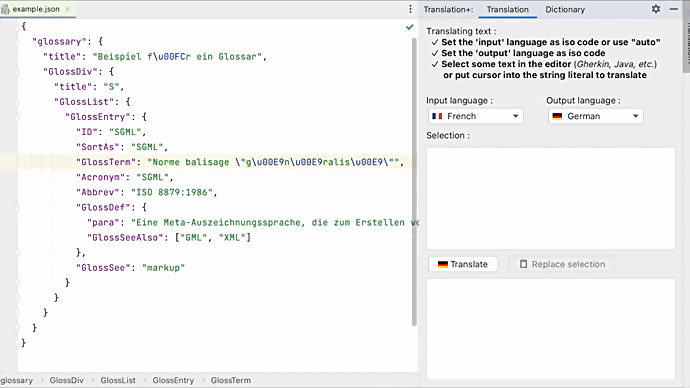 example.json
Translation+: Translation Dictionary
{
"glossary": {
"title": "Beispiel f\u00FCr ein Glossar",
"GlossDiv": {
"title": "S",
"GlossList": {
"GlossEntry": {
"ID": "SGML",
"SortAs": "SGML",
"GlossTerm": "Norme balisage \"g\u00E9n\u00E9ralis\u00E9\"",
"Acronym": "SGML",
"Abbrev": "ISO 8879:1986",
"GlossDef": {
"para": "Eine Meta-Auszeichnungssprache, die zum Erstellen vo
"GlossSeeAlso": ["GML", "XML"]
},
"GlossSee": "markup"
}
}
}
}
}
glossary › GlossDiv › GlossList › GlossEntry › GlossTerm
Translating text :
✓ Set the 'input' language as iso code or use "auto"
✓ Set the 'output' language as iso code
✓ Select some text in the editor (Gherkin, Java, etc.)
or put cursor into the string literal to translate
Input language : Output language :
French German
Selection :
Translate Replace selection